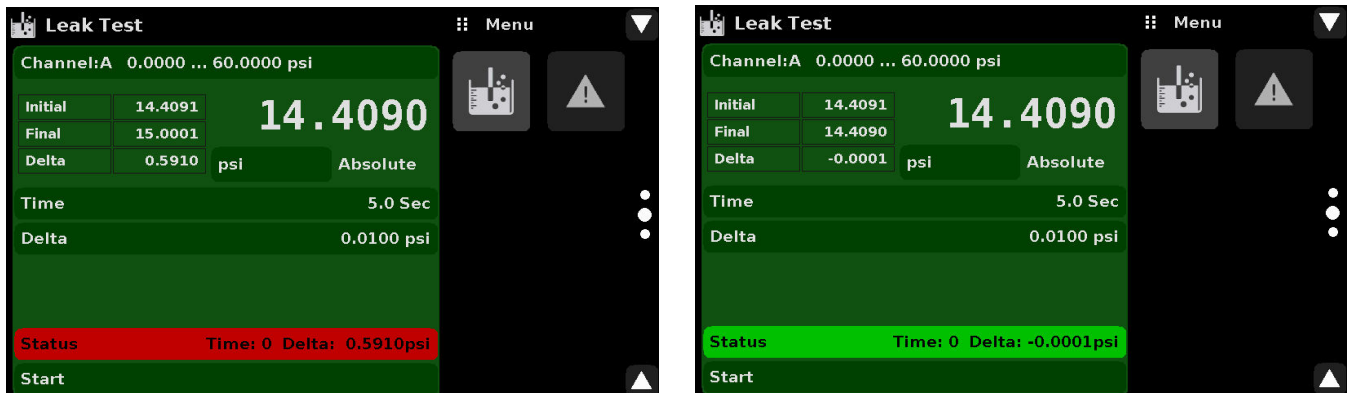 Leak Test
Menu
Channel:A 0.0000 ... 60.0000 psi
Initial 14.4091
Final 15.0001
Delta 0.5910
14.4090
psi Absolute
Time 5.0 Sec
Delta 0.0100 psi
Status Time: 0 Delta: 0.5910psi
Start
Leak Test
Menu
Channel:A 0.0000 ... 60.0000 psi
Initial 14.4091
Final 14.4090
Delta -0.0001
14.4090
psi Absolute
Time 5.0 Sec
Delta 0.0100 psi
Status Time: 0 Delta: -0.0001psi
Start